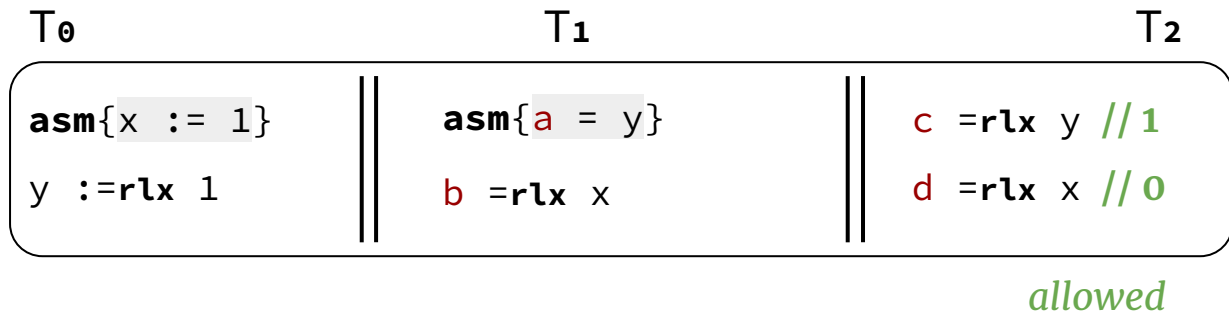 T0 T1 T2
asm{x := 1} asm{a = y} c =rlx y // 1
y :=rlx 1 b =rlx x d =rlx x // 0
allowed